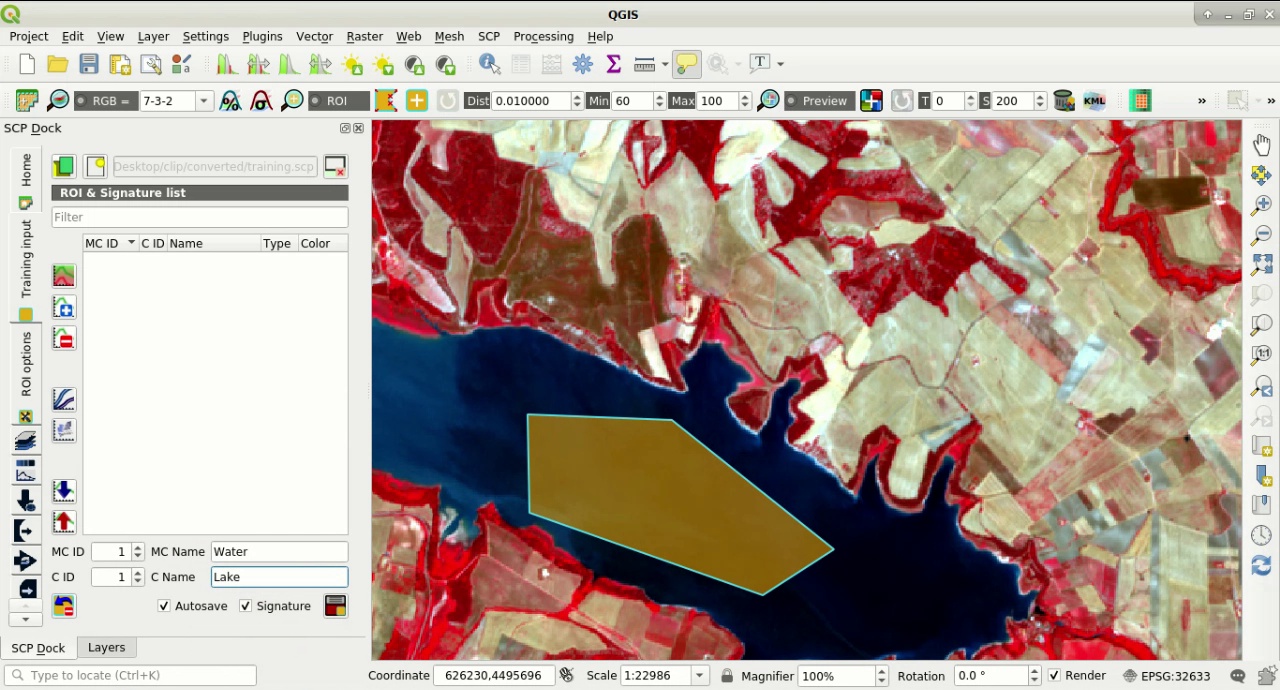 QGIS
Project Edit View Layer Settings Plugins Vector Raster Web Mesh SCP Processing Help
RGB = 7-3-2 ROI Dist 0.010000 Min 60 Max 100 Preview T 0 S 200 KML » »
SCP Dock
Desktop/clip/converted/training.scp
ROI & Signature list
Filter
MC ID C ID Name Type Color
Home
Training input
ROI options
MC ID 1 MC Name Water
C ID 1 C Name Lake
Autosave Signature
SCP Dock Layers
Type to locate (Ctrl+K)
Coordinate 626230,4495696 Scale 1:22986 Magnifier 100% Rotation 0.0 ° Render EPSG:32633
1:1